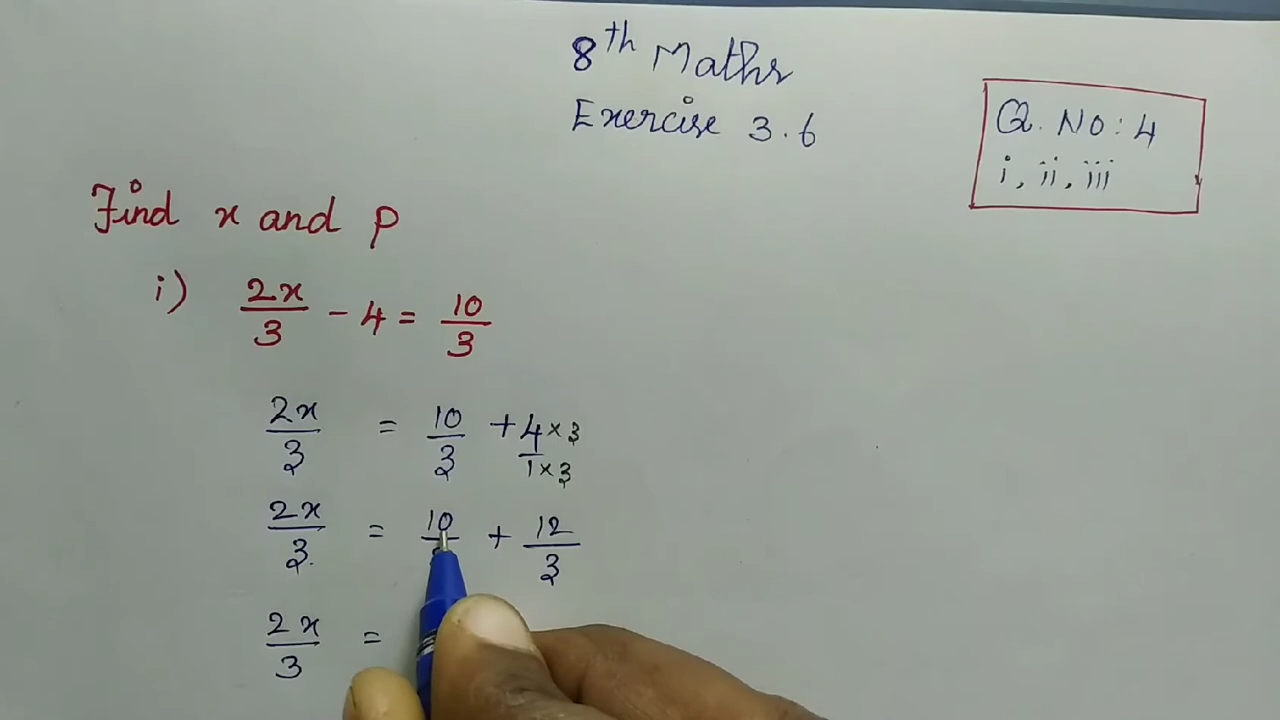 8th Maths
Exercise 3.6
Q. No: 4
i, ii, iii
Find x and p
i) 2x/3 - 4 = 10/3
2x/3 = 10/3 + 4×3/1×3
2x/3 = 10/ + 12/3
2x/3 =